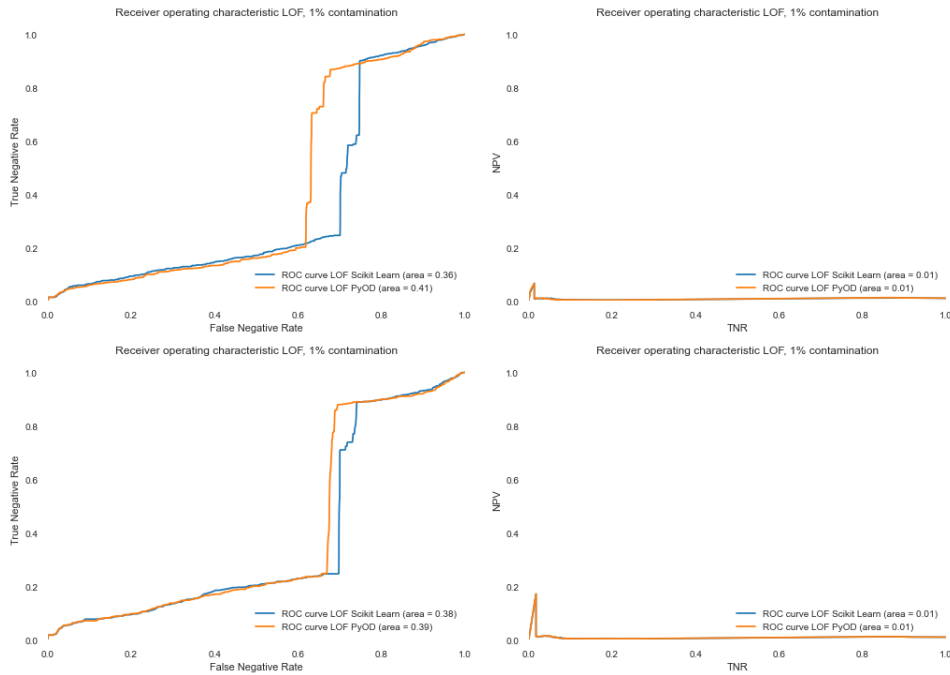 Receiver operating characteristic LOF, 1% contamination
True Negative Rate
1.0
0.8
0.6
0.4
0.2
0.0
ROC curve LOF Scikit Learn (area = 0.36)
ROC curve LOF PyOD (area = 0.41)
0.0 0.2 0.4 0.6 0.8 1.0
False Negative Rate
Receiver operating characteristic LOF, 1% contamination
NPV
1.0
0.8
0.6
0.4
0.2
0.0
ROC curve LOF Scikit Learn (area = 0.01)
ROC curve LOF PyOD (area = 0.01)
0.0 0.2 0.4 0.6 0.8 1.0
TNR
Receiver operating characteristic LOF, 1% contamination
True Negative Rate
1.0
0.8
0.6
0.4
0.2
0.0
ROC curve LOF Scikit Learn (area = 0.38)
ROC curve LOF PyOD (area = 0.39)
0.0 0.2 0.4 0.6 0.8 1.0
False Negative Rate
Receiver operating characteristic LOF, 1% contamination
NPV
1.0
0.8
0.6
0.4
0.2
0.0
ROC curve LOF Scikit Learn (area = 0.01)
ROC curve LOF PyOD (area = 0.01)
0.0 0.2 0.4 0.6 0.8 1.0
TNR